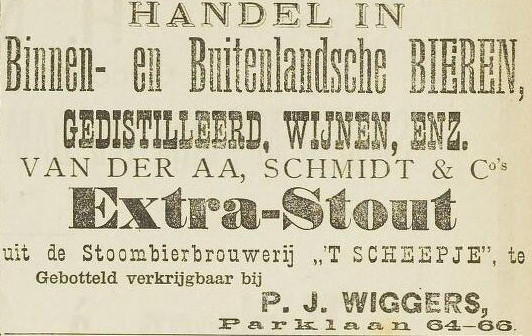 HANDEL IN
Binnen- en Buitenlandsche BIEREN,
GEDISTILLEERD, WIJNEN, ENZ.
VAN DER AA, SCHMIDT & Co's
Extra-Stout
uit de Stoombierbrouwerij „'T SCHEEPJE”, te
Gebotteld verkrijgbaar bij
P. J. WIGGERS,
Parklaan 64-66.